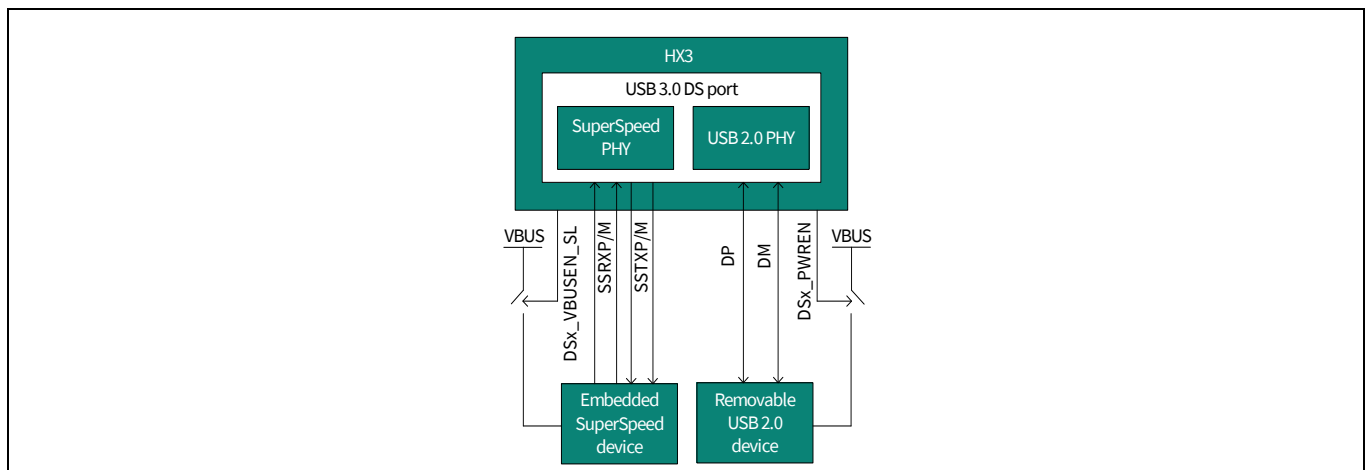 HX3
USB 3.0 DS port
SuperSpeed
PHY
USB 2.0 PHY
VBUS
DSx_VBUSEN_SL
SSRXP/M
SSTXP/M
DP
DM
DSx_PWREN
VBUS
Embedded
SuperSpeed
device
Removable
USB 2.0
device